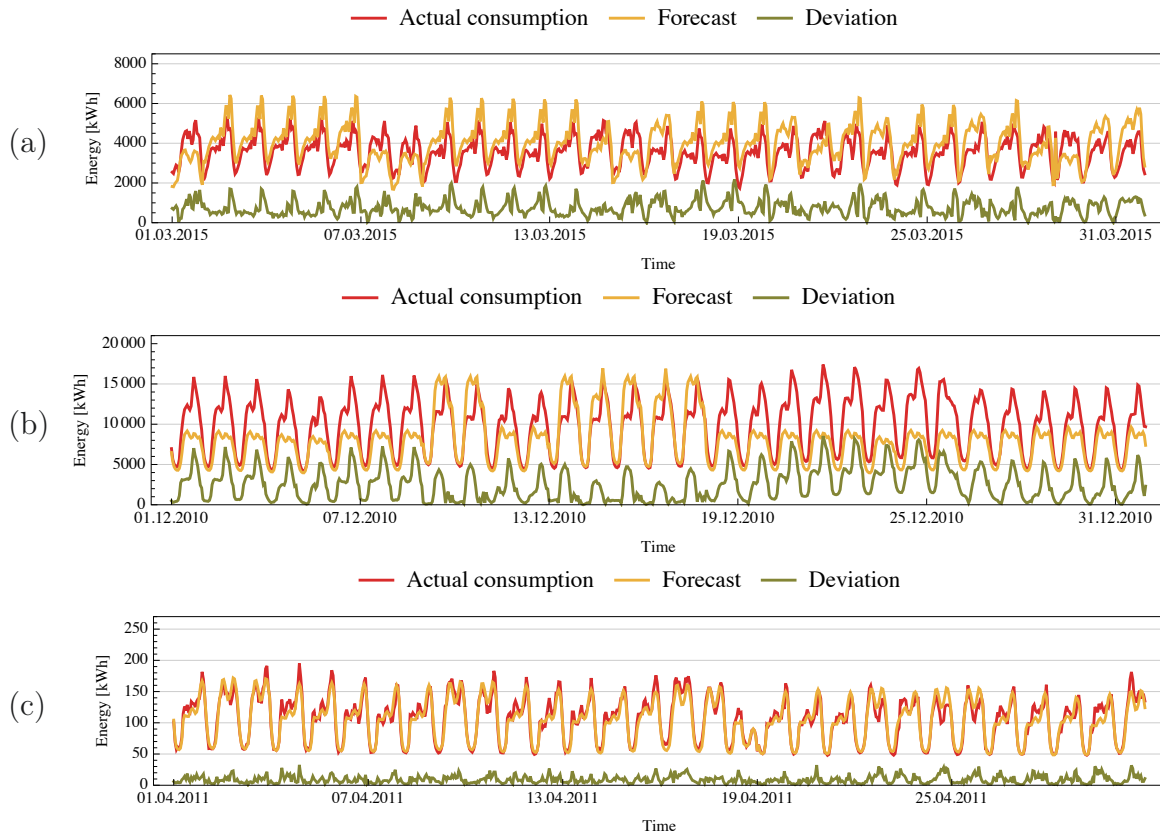 Actual consumption Forecast Deviation
(a)
Energy [kWh]
8000
6000
4000
2000
0
01.03.2015 07.03.2015 13.03.2015 19.03.2015 25.03.2015 31.03.2015
Time
Actual consumption Forecast Deviation
(b)
Energy [kWh]
20 000
15 000
10 000
5000
0
01.12.2010 07.12.2010 13.12.2010 19.12.2010 25.12.2010 31.12.2010
Time
Actual consumption Forecast Deviation
(c)
Energy [kWh]
250
200
150
100
50
0
01.04.2011 07.04.2011 13.04.2011 19.04.2011 25.04.2011
Time